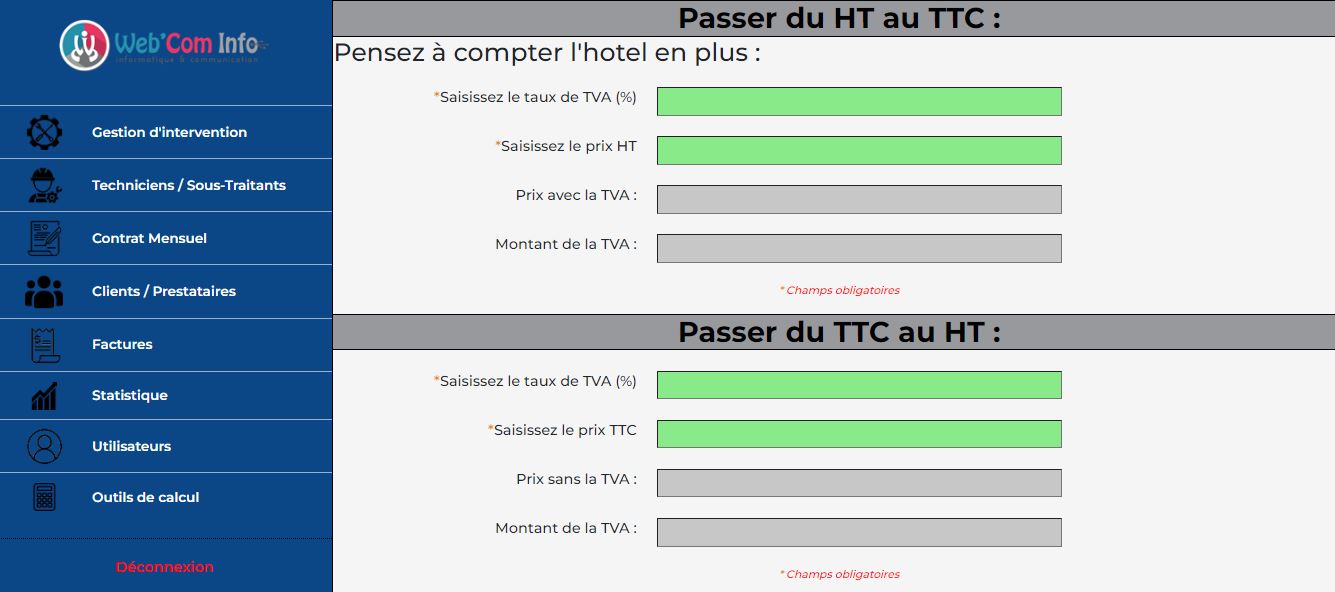 Web'Com Info
informatique & communication
Gestion d'intervention
Techniciens / Sous-Traitants
Contrat Mensuel
Clients / Prestataires
Factures
Statistique
Utilisateurs
Outils de calcul
Déconnexion
Passer du HT au TTC :
Pensez à compter l'hotel en plus :
*Saisissez le taux de TVA (%)
*Saisissez le prix HT
Prix avec la TVA :
Montant de la TVA :
* Champs obligatoires
Passer du TTC au HT :
*Saisissez le taux de TVA (%)
*Saisissez le prix TTC
Prix sans la TVA :
Montant de la TVA :
* Champs obligatoires